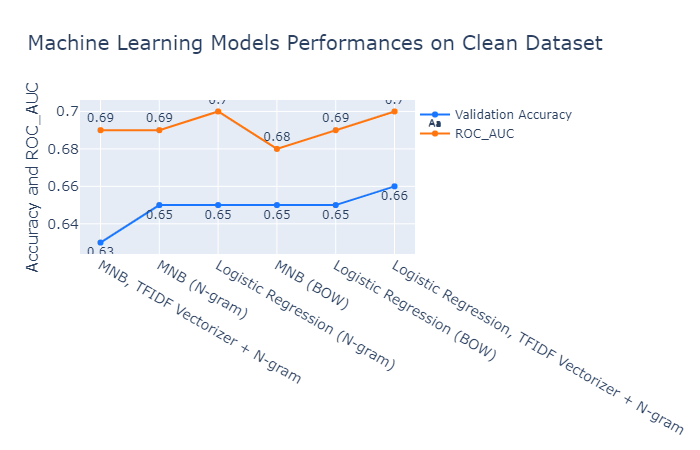 Machine Learning Models Performances on Clean Dataset
Accuracy and ROC_AUC
0.7
0.68
0.66
0.64
0.69
0.69
0.7
0.68
0.69
0.7
0.63
0.65
0.65
0.65
0.65
0.66
Validation Accuracy
Aa
ROC_AUC
MNB, TFIDF Vectorizer + N-gram
MNB (N-gram)
Logistic Regression (N-gram)
MNB (BOW)
Logistic Regression (BOW)
Logistic Regression, TFIDF Vectorizer + N-gram